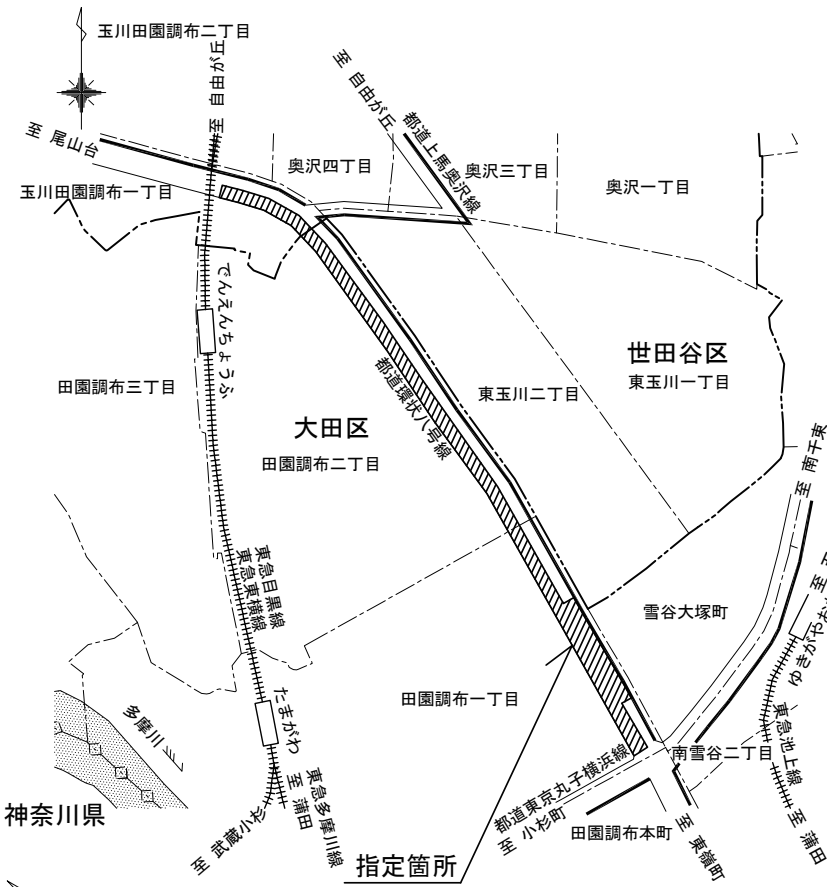 玉川田園調布二丁目
至 自由が丘
至 自由が丘
都道上馬奥沢線
至 尾山台
奥沢四丁目
奥沢三丁目
奥沢一丁目
玉川田園調布一丁目
でんえんちょうふ
世田谷区
東玉川一丁目
田園調布三丁目
東玉川二丁目
都道環状八号線
大田区
田園調布二丁目
至 南千束
東急目黒線
東急東横線
雪谷大塚町
至
ゆきがやお
田園調布一丁目
たまがわ
多摩川
東急池上線
南雪谷二丁目
都道東京丸子横浜線
至 小杉町
東急多摩川線
至 蒲田
神奈川県
田園調布本町
至 蒲田
至 武蔵小杉
至 東嶺町
指定箇所